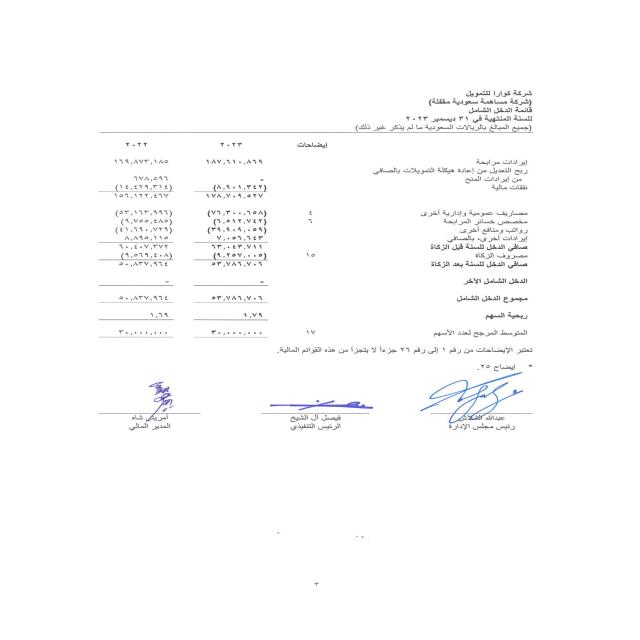 شركة كوارا للتمويل
(شركة مساهمة سعودية مقفلة)
قائمة الدخل الشامل
للسنة المنتهية في ٣١ ديسمبر ٢٠٢٣
(جميع المبالغ بالريالات السعودية ما لم يذكر غير ذلك)
إيضاحات ٢٠٢٣ ٢٠٢٢
إيرادات مرابحة ١٨٧,٦١٠,٨٦٩ ١٦٩,٨٧٣,١٨٥
ربح التعديل من إعادة هيكلة التمويلات بالصافي
من إيرادات المنح - ٦٧٨,٥٩٦
نفقات مالية (٨,٩٠١,٣٤٢) (١٤,٤٢٩,٣١٤)
١٧٨,٧٠٩,٥٢٧ ١٥٦,١٢٢,٤٦٧
مصاريف عمومية وإدارية أخرى ٤ (٧٦,٣٠٠,٦٥٨) (٥٣,١٦٣,٩٩٦)
مخصص خسائر المرابحة ٦ (٦,٥١٢,٧٤٢) (٩,٧٥٥,٤٨٥)
رواتب ومنافع أخرى (٣٩,٩٠٩,٠٥٩) (٤١,٦٩٠,٧٢٩)
إيرادات أخرى، بالصافي ٧,٠٥٦,٦٤٣ ٨,٨٩٥,١١٥
صافي الدخل للسنة قبل الزكاة ٦٣,٠٤٣,٧١١ ٦٠,٤٠٧,٣٧٢
مصروف الزكاة ١٥ (٩,٢٥٧,٠٠٥) (٩,٥٦٩,٤٠٨)
صافي الدخل للسنة بعد الزكاة ٥٣,٧٨٦,٧٠٦ ٥٠,٨٣٧,٩٦٤
الدخل الشامل الآخر - -
مجموع الدخل الشامل ٥٣,٧٨٦,٧٠٦ ٥٠,٨٣٧,٩٦٤
ربحية السهم ١.٧٩ ١.٦٩
المتوسط المرجح لعدد الأسهم ١٧ ٣٠,٠٠٠,٠٠٠ ٣٠,٠٠٠,٠٠٠
تعتبر الإيضاحات من رقم ١ إلى رقم ٢٦ جزءاً لا يتجزأ من هذه القوائم المالية.
* إيضاح ٢٥.
عبدالله الشلاش فيصل آل الشيخ أمريش شاه
رئيس مجلس الإدارة الرئيس التنفيذي المدير المالي
٣